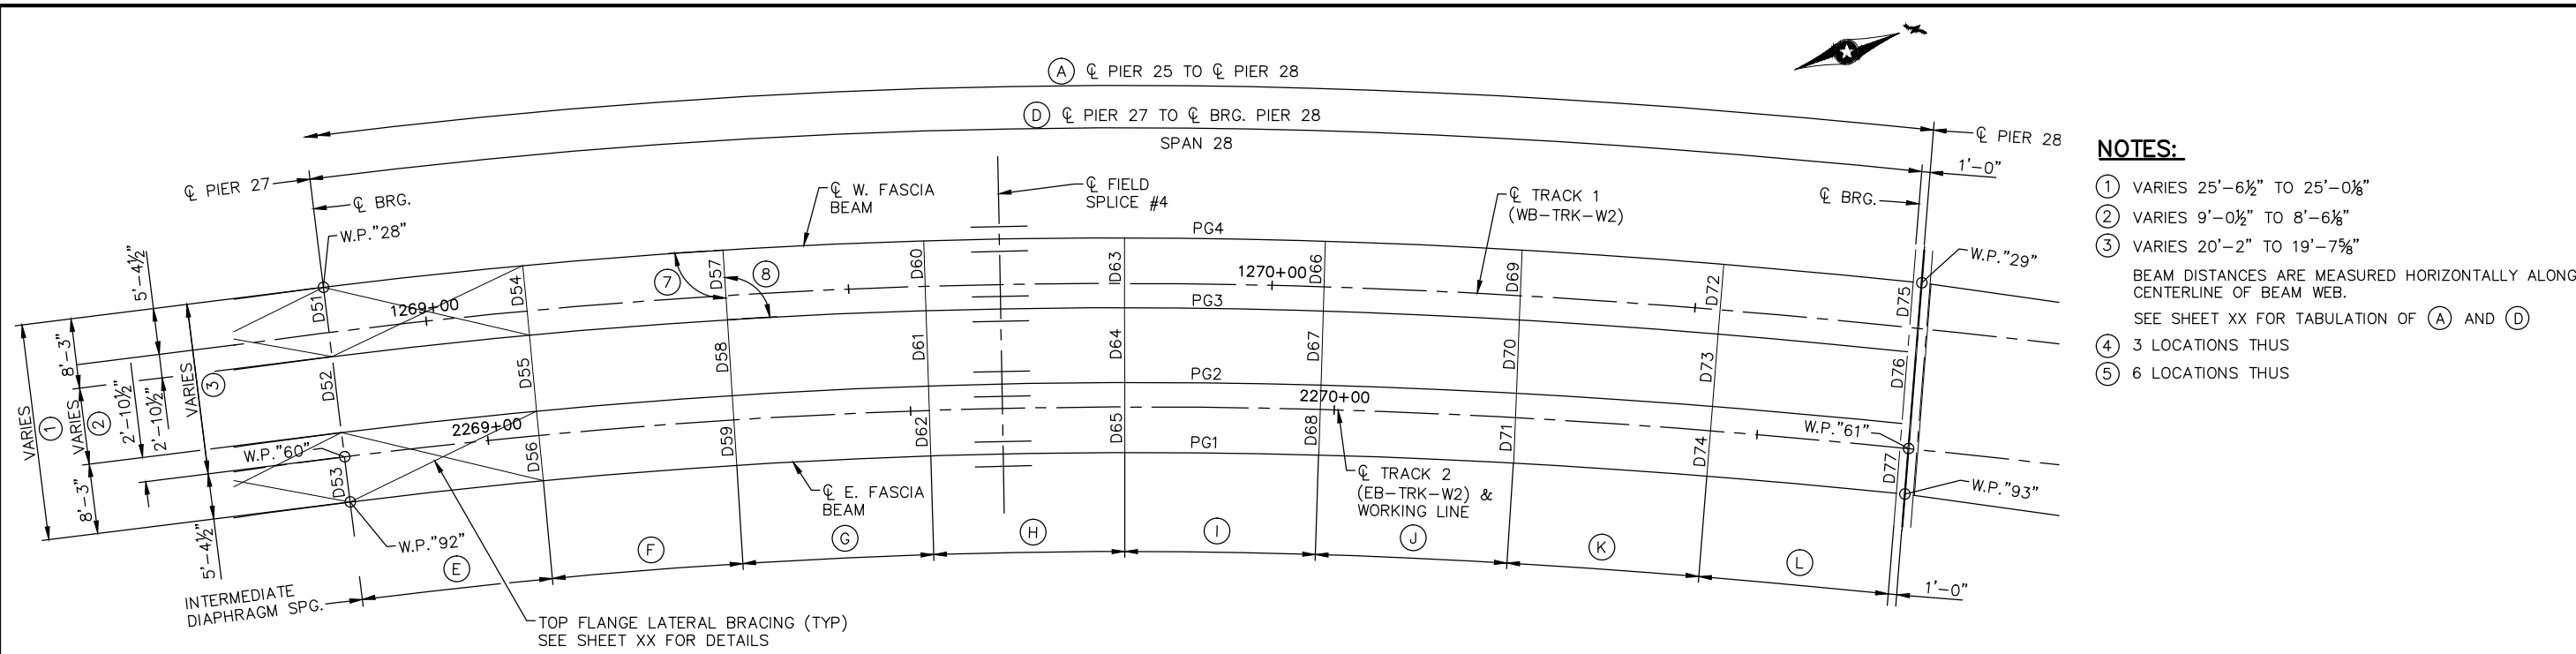 Ⓐ ℄ PIER 25 TO ℄ PIER 28
Ⓓ ℄ PIER 27 TO ℄ BRG. PIER 28
SPAN 28
℄ PIER 27
℄ PIER 28
1'-0"
℄ BRG.
W.P."28"
℄ W. FASCIA
BEAM
℄ FIELD
SPLICE #4
℄ TRACK 1
(WB-TRK-W2)
℄ BRG.
W.P."29"
PG4
PG3
PG2
PG1
1269+00
1270+00
2269+00
2270+00
⑦
⑧
D51
D52
D53
D54
D55
D56
D57
D58
D59
D60
D61
D62
D63
D64
D65
D66
D67
D68
D69
D70
D71
D72
D73
D74
D75
D76
D77
VARIES
①
8'-3"
VARIES
②
8'-3"
2'-10½"
2'-10½"
5'-4½"
VARIES
③
5'-4½"
W.P."60"
W.P."92"
W.P."61"
W.P."93"
℄ E. FASCIA
BEAM
℄ TRACK 2
(EB-TRK-W2) &
WORKING LINE
INTERMEDIATE
DIAPHRAGM SPG.
Ⓔ
Ⓕ
Ⓖ
Ⓗ
Ⓘ
Ⓙ
Ⓚ
Ⓛ
1'-0"
TOP FLANGE LATERAL BRACING (TYP)
SEE SHEET XX FOR DETAILS
NOTES:
① VARIES 25'-6½" TO 25'-0⅛"
② VARIES 9'-0½" TO 8'-6⅛"
③ VARIES 20'-2" TO 19'-7⅝"
BEAM DISTANCES ARE MEASURED HORIZONTALLY ALONG
CENTERLINE OF BEAM WEB.
SEE SHEET XX FOR TABULATION OF Ⓐ AND Ⓓ
④ 3 LOCATIONS THUS
⑤ 6 LOCATIONS THUS